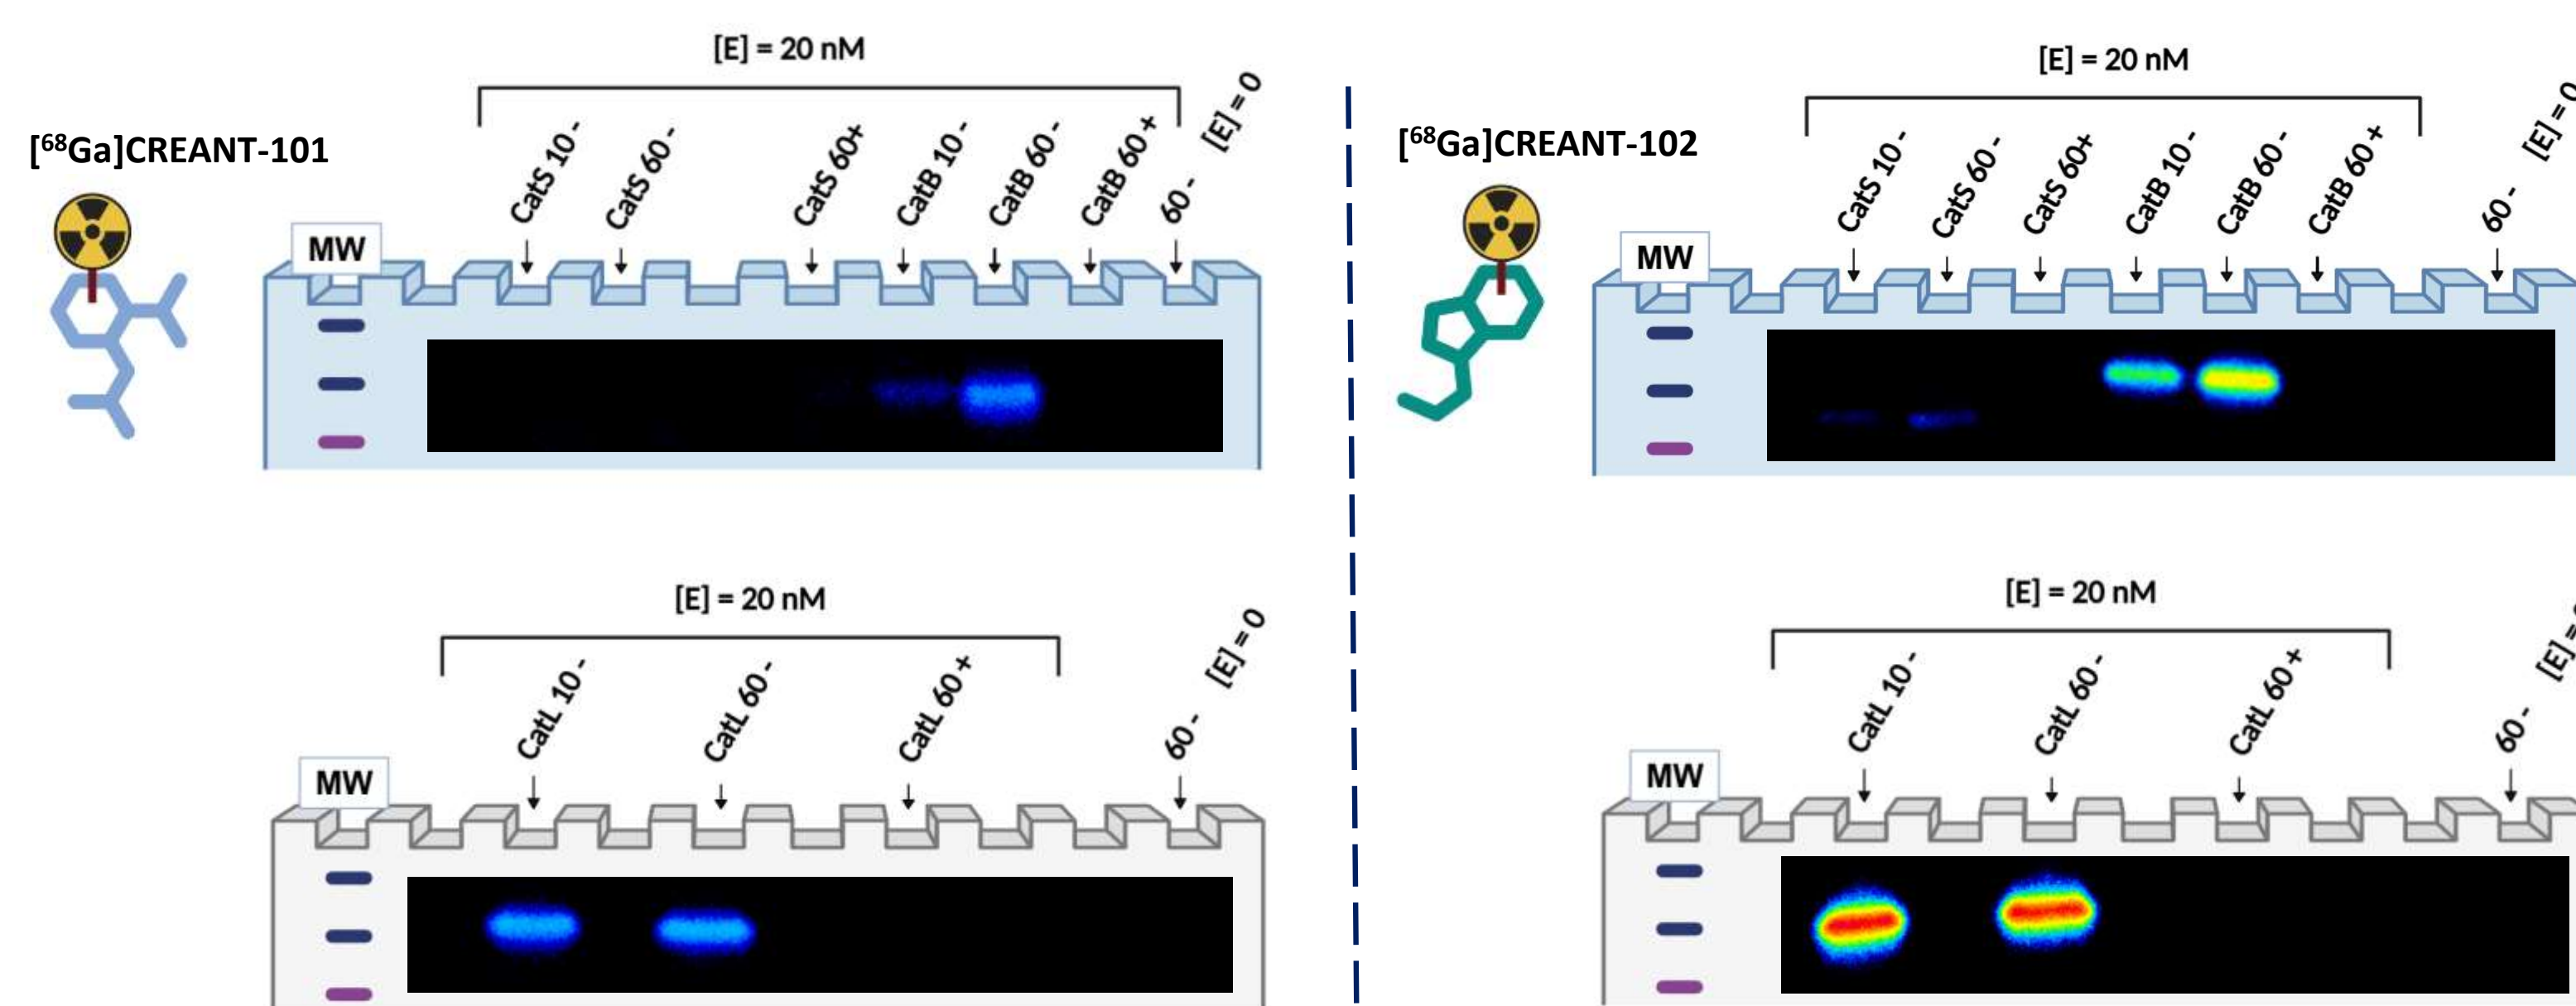 [E] = 20 nM
[68Ga]CREANT-101
CatS 10 -
CatS 60 -
CatS 60+
CatB 10 -
CatB 60 -
CatB 60 +
60 -
[E] = 0
MW
[E] = 20 nM
[68Ga]CREANT-102
CatS 10 -
CatS 60 -
CatS 60+
CatB 10 -
CatB 60 -
CatB 60 +
60 -
[E] = 0
MW
[E] = 20 nM
CatL 10 -
CatL 60 -
CatL 60 +
60 -
[E] = 0
MW
[E] = 20 nM
CatL 10 -
CatL 60 -
CatL 60 +
60 -
[E] =
MW